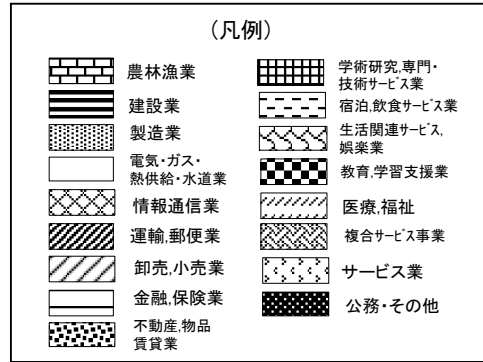 (凡例)
農林漁業
建設業
製造業
電気・ガス・
熱供給・水道業
情報通信業
運輸,郵便業
卸売,小売業
金融,保険業
不動産,物品
賃貸業
学術研究,専門・
技術サービス業
宿泊,飲食サービス業
生活関連サービス,
娯楽業
教育,学習支援業
医療,福祉
複合サービス事業
サービス業
公務・その他